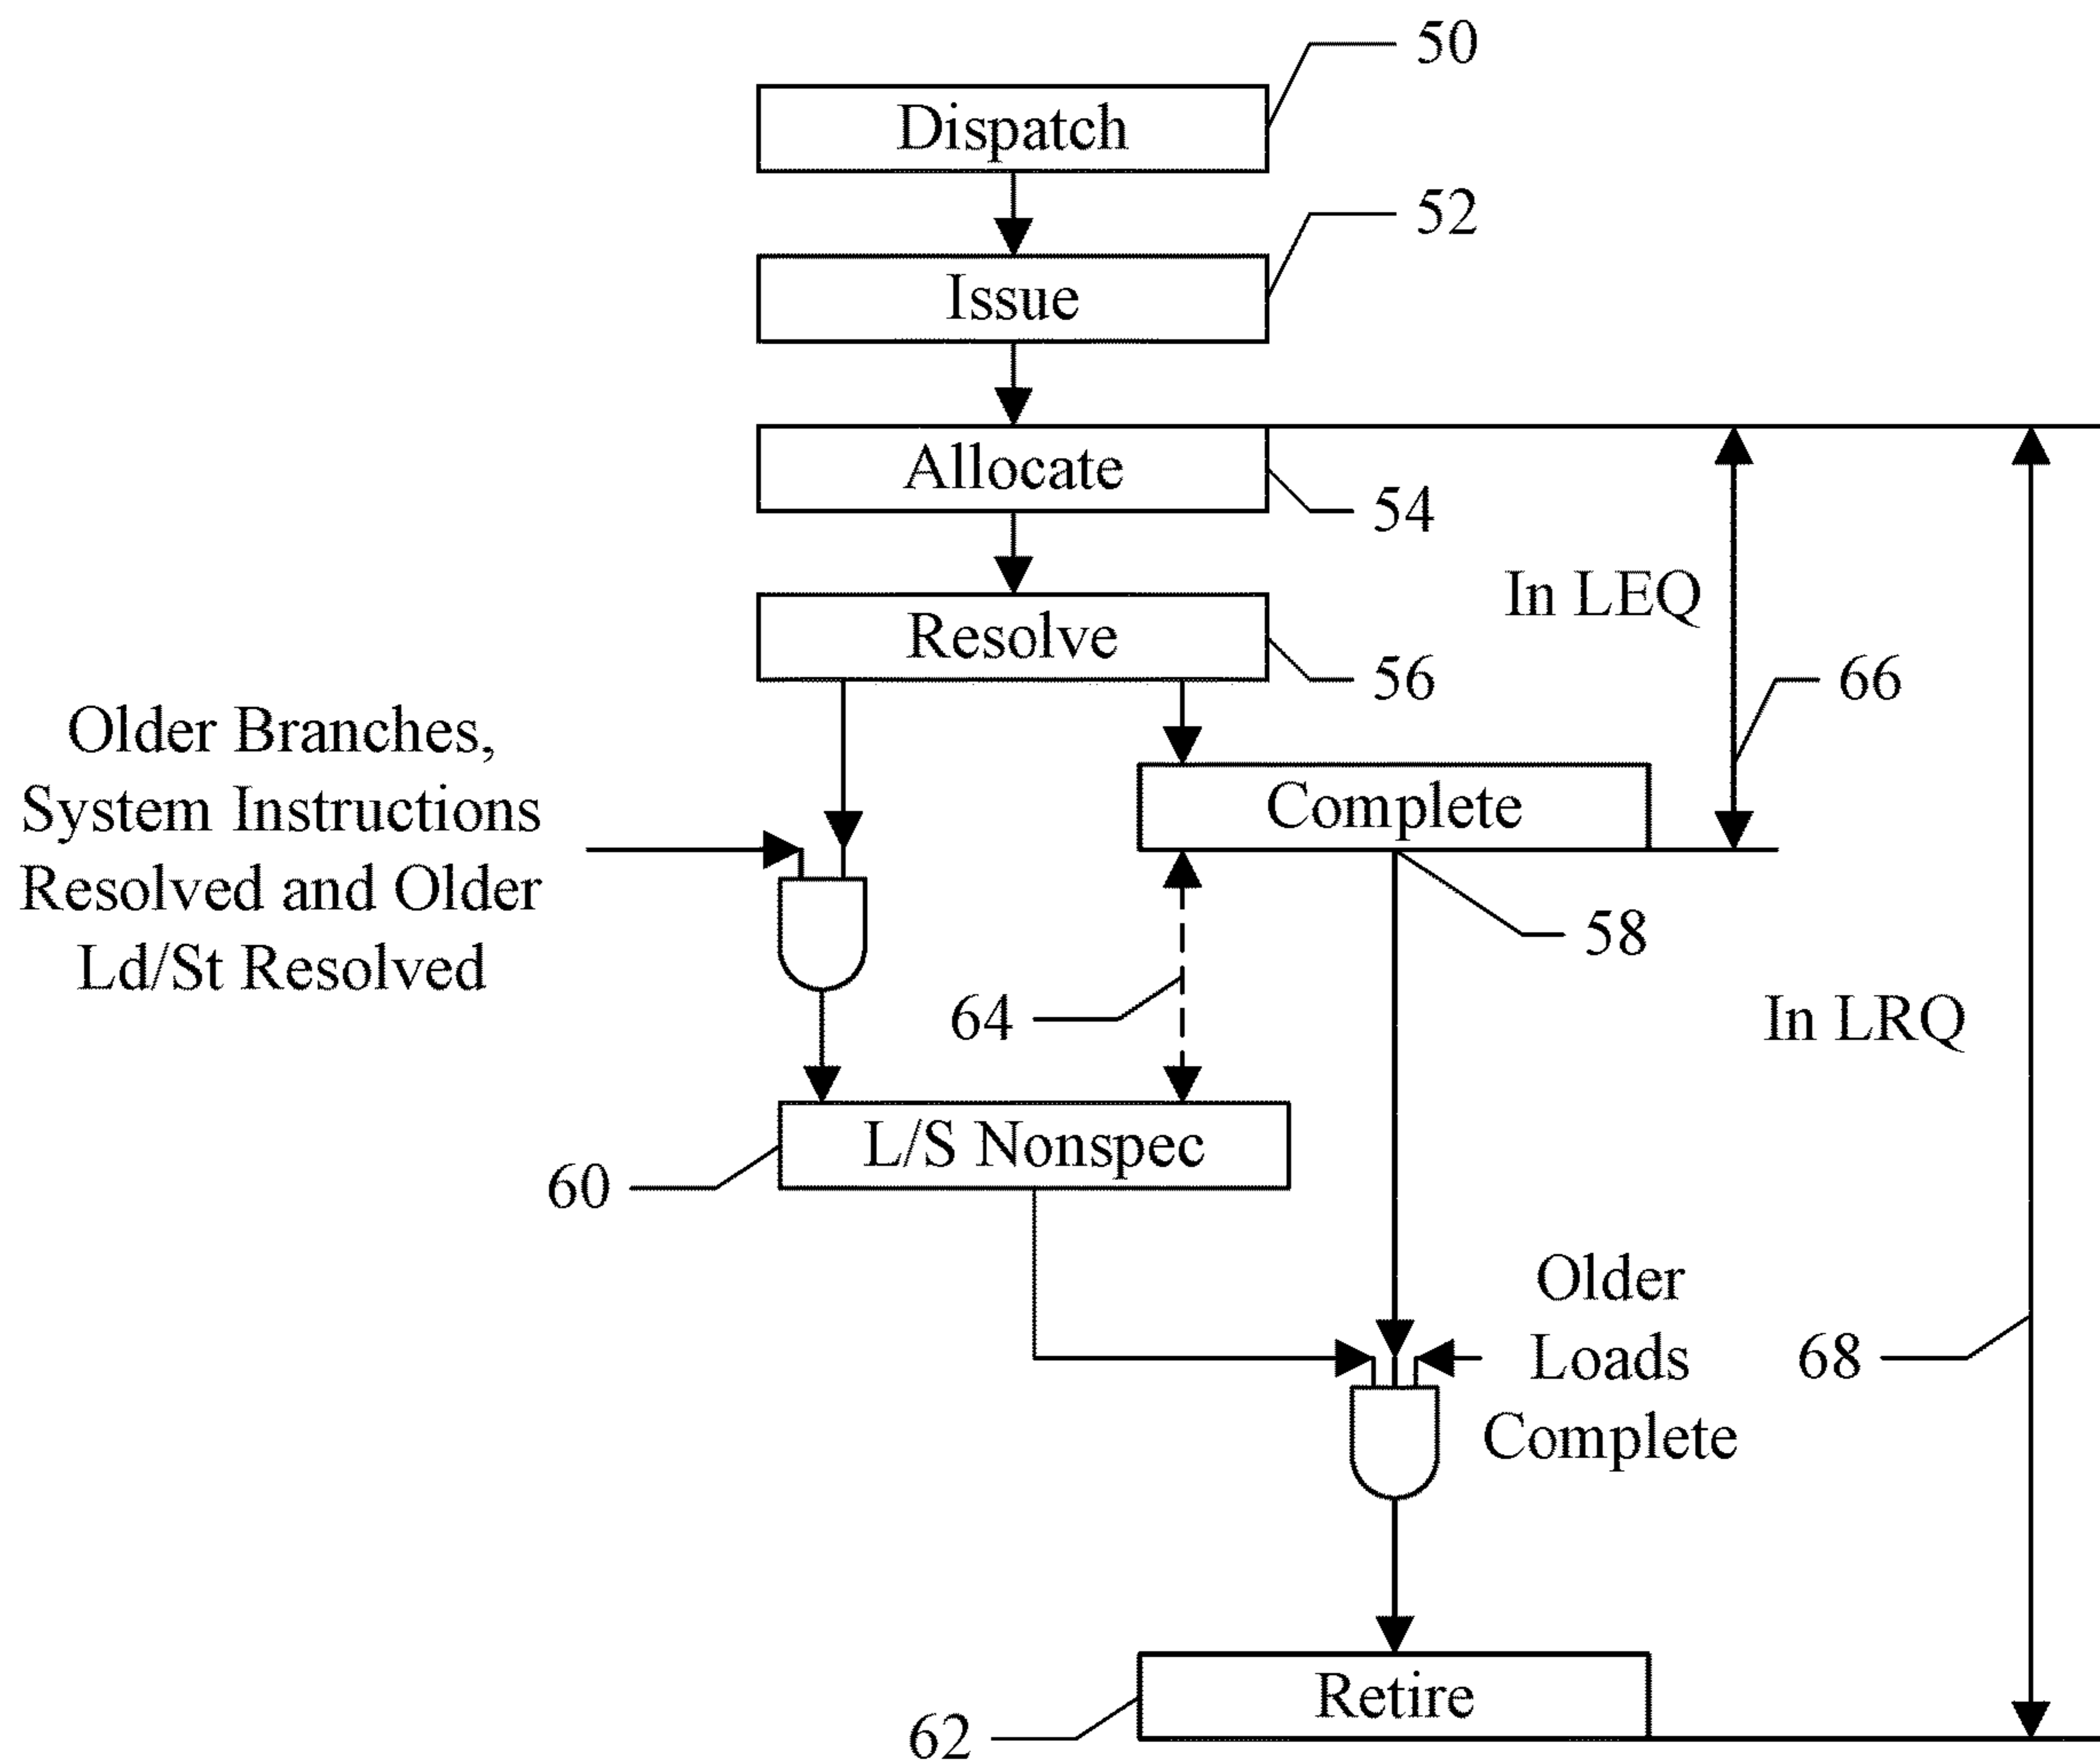 50
Dispatch
52
Issue
Allocate
54
In LEQ
Resolve
56
66
Older Branches,
System Instructions
Resolved and Older
Ld/St Resolved
Complete
58
64
In LRQ
L/S Nonspec
60
Older
Loads
Complete
68
Retire
62